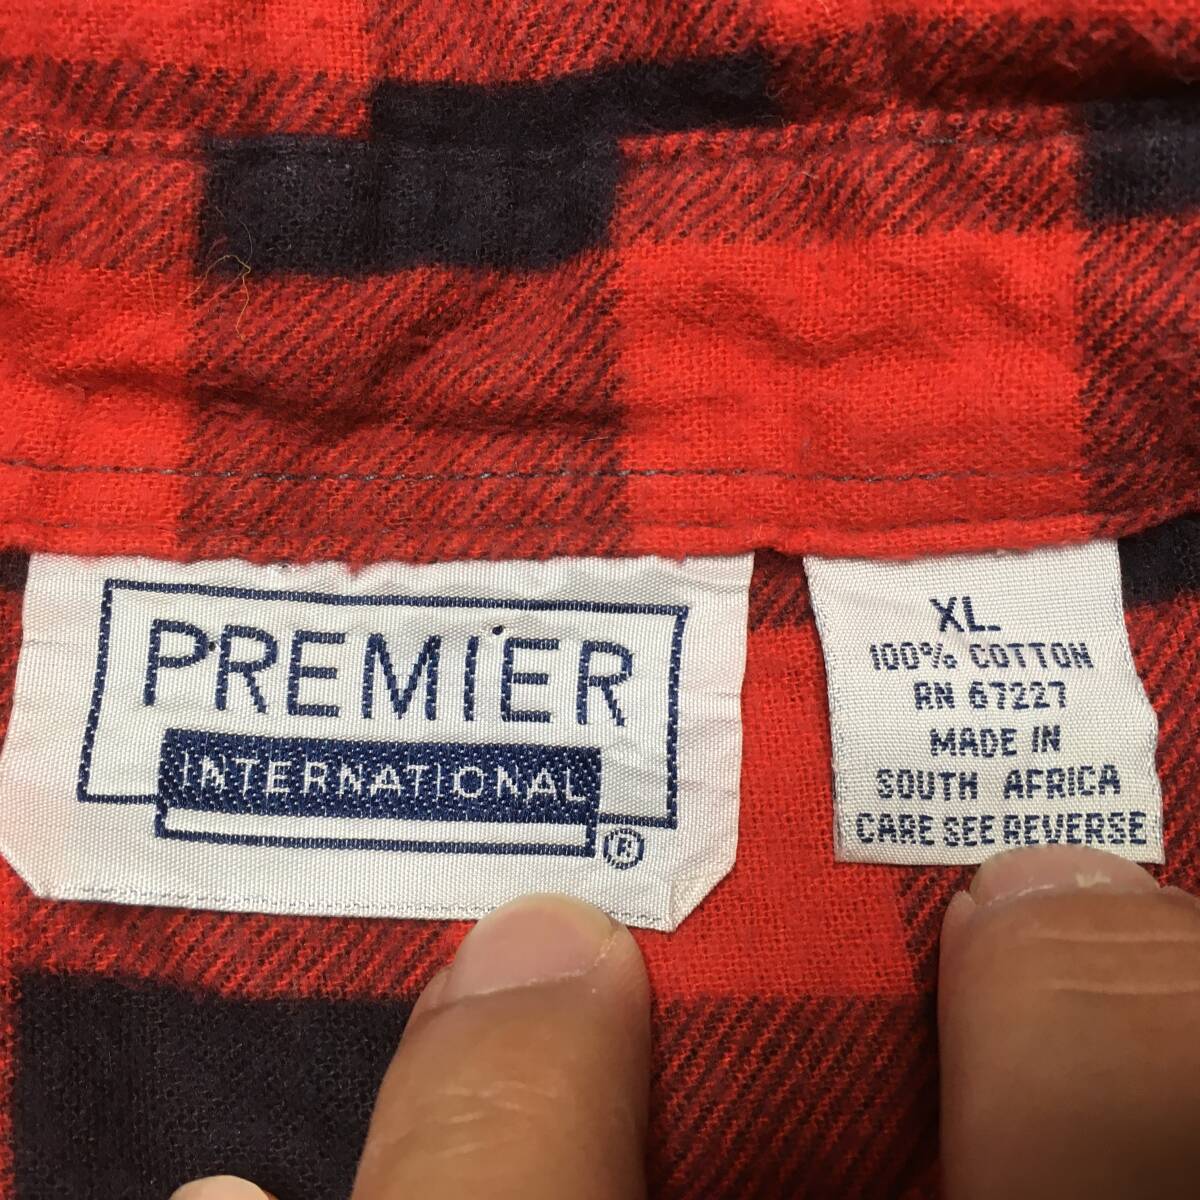 PREMIER
INTERNATIONAL
®
XL
100% COTTON
RN 67227
MADE IN
SOUTH AFRICA
CARE SEE REVERSE